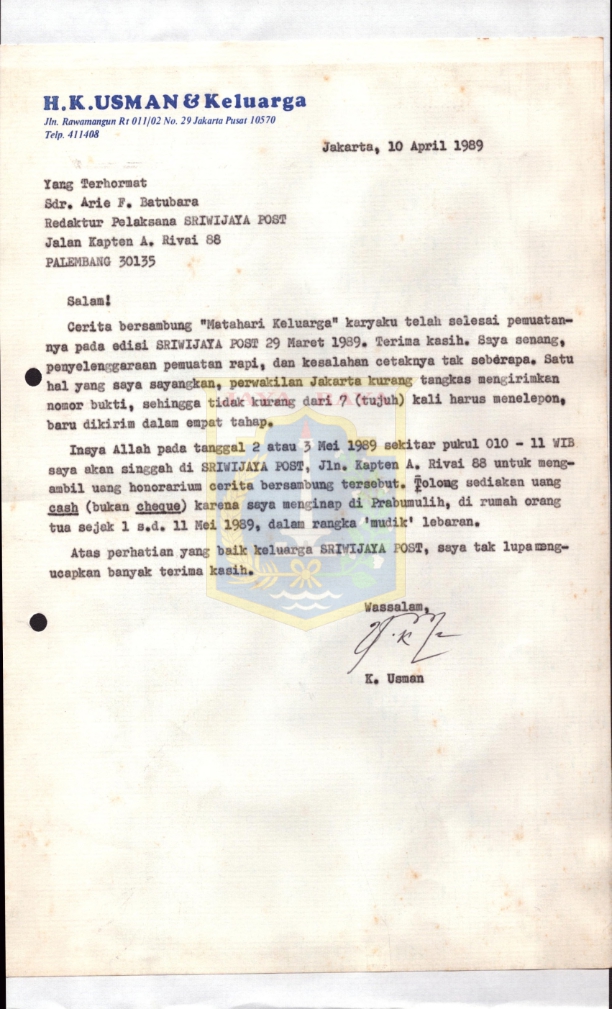 H.K.USMAN & Keluarga
Jln. Rawamangun Rt 011/02 No. 29 Jakarta Pusat 10570
Telp. 411408
Jakarta, 10 April 1989
Yang Terhormat
Sdr. Arie F. Batubara
Redaktur Pelaksana SRIWIJAYA POST
Jalan Kapten A. Rivai 88
PALEMBANG 30135
Salam!
Cerita bersambung "Matahari Keluarga" karyaku telah selesai pemuatan-
nya pada edisi SRIWIJAYA POST 29 Maret 1989. Terima kasih. Saya senang,
penyelenggaraan pemuatan rapi, dan kesalahan cetaknya tak seberapa. Satu
hal yang saya sayangkan, perwakilan Jakarta kurang tangkas mengirimkan
nomor bukti, sehingga tidak kurang dari 7 (tujuh) kali harus menelepon,
baru dikirim dalam empat tahap.
Insya Allah pada tanggal 2 atau 3 Mei 1989 sekitar pukul 010 - 11 WIB
saya akan singgah di SRIWIJAYA POST, Jln. Kapten A. Rivai 88 untuk meng-
ambil uang honorarium cerita bersambung tersebut. Tolong sediakan uang
cash (bukan cheque) karena saya menginap di Prabumulih, di rumah orang
tua sejak 1 s.d. 11 Mei 1989, dalam rangka 'mudik' lebaran.
Atas perhatian yang baik keluarga SRIWIJAYA POST, saya tak lupa meng-
ucapkan banyak terima kasih.
Wassalam,
K. Usman